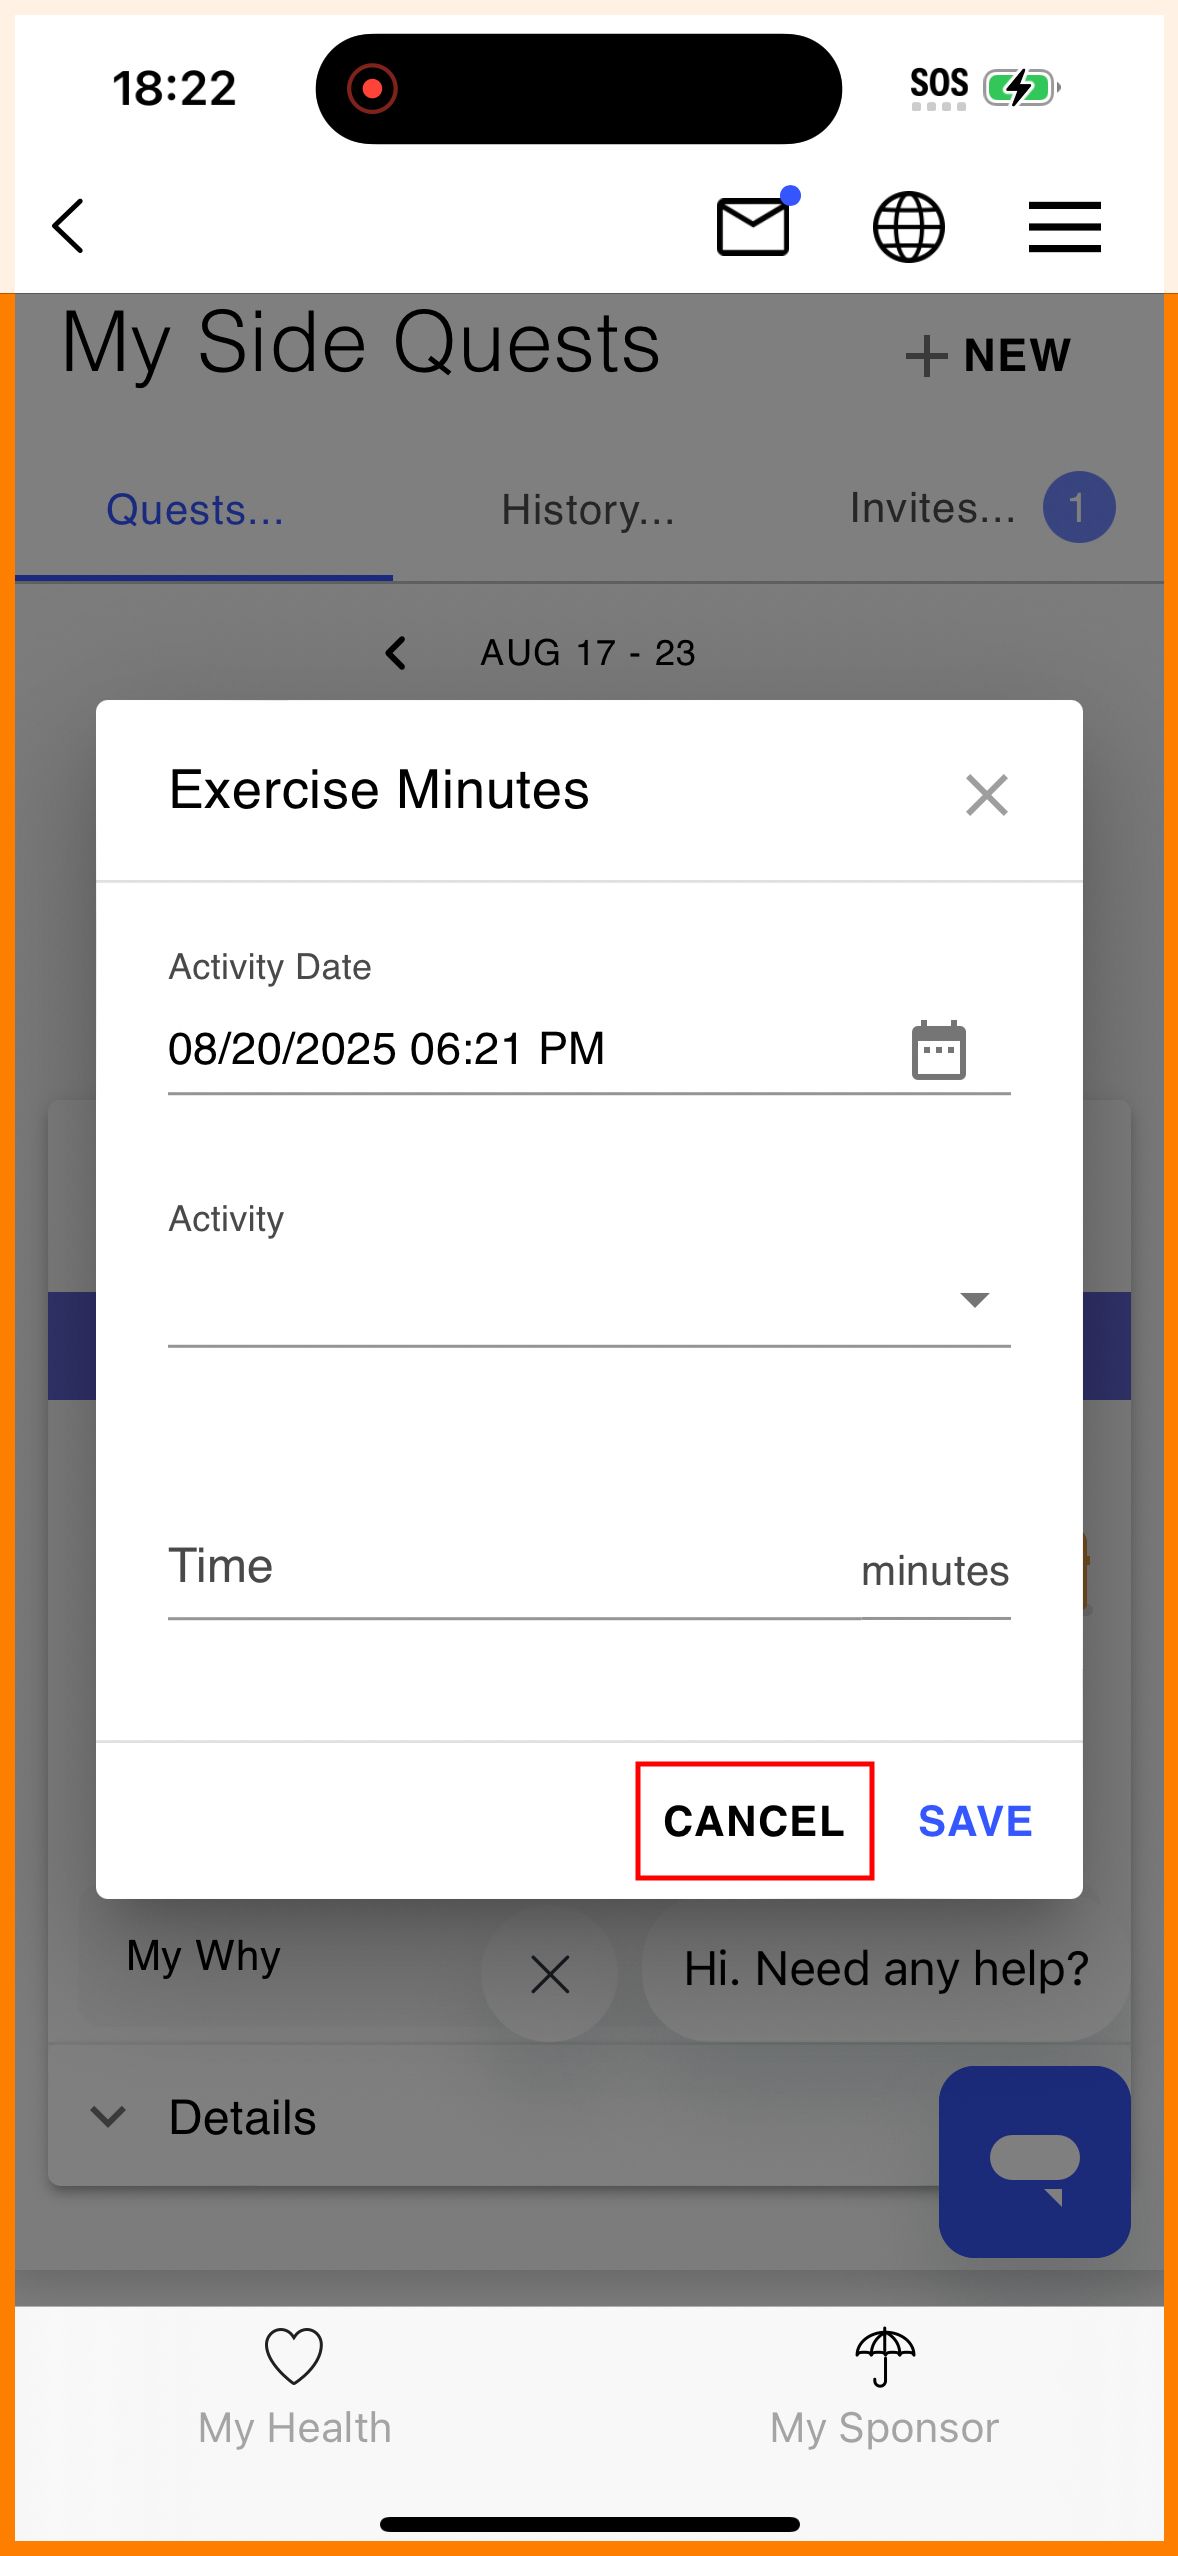 18:22
SOS
My Side Quests
NEW
Quests...
History...
Invites...
1
AUG 17 - 23
Exercise Minutes
Activity Date
08/20/2025 06:21 PM
Activity
Time
minutes
CANCEL
SAVE
My Why
Hi. Need any help?
Details
My Health
My Sponsor